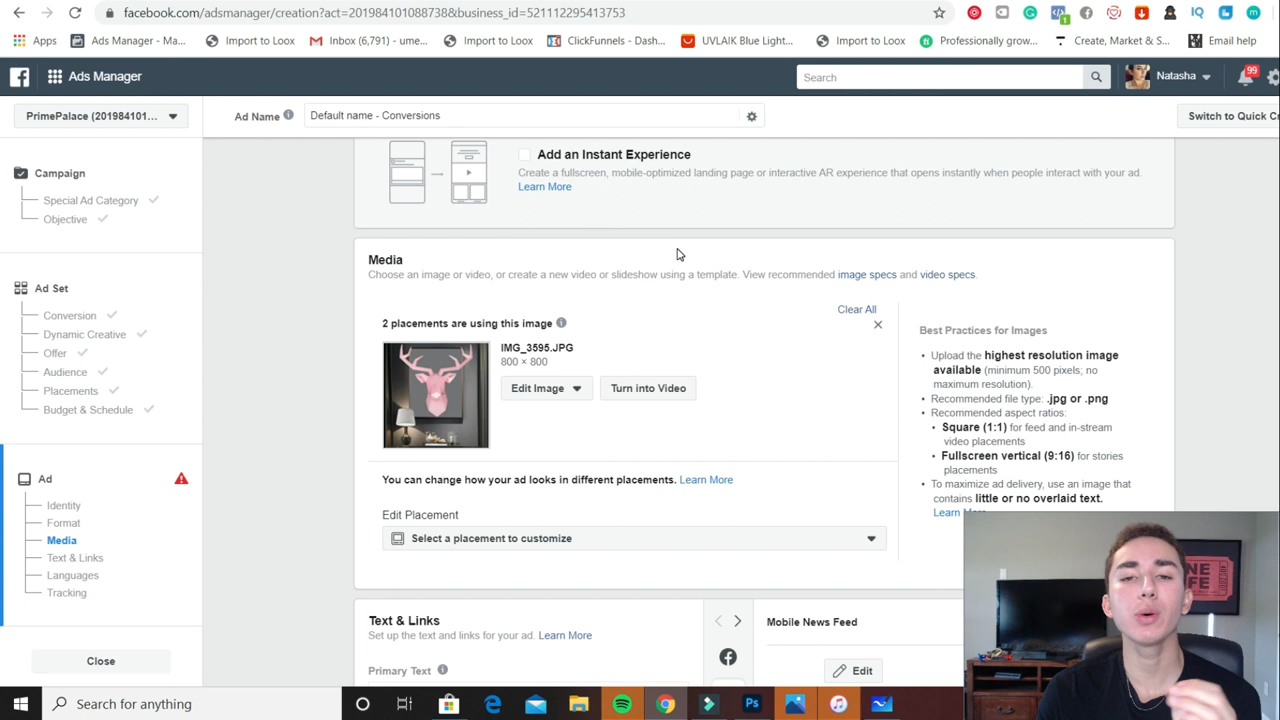 facebook.com/adsmanager/creation?act=201984101088738&business_id=521112295413753
Apps
Ads Manager - Ma...
Import to Loox
Inbox (6,791) - ume...
Import to Loox
ClickFunnels - Dash...
UVLAIK Blue Light...
Import to Loox
Professionally grow...
Create, Market & S...
Email help
Ads Manager
Search
Natasha
99
PrimePalace (201984101...
Ad Name
Default name - Conversions
Switch to Quick Cr
Campaign
Special Ad Category
Objective
Ad Set
Conversion
Dynamic Creative
Offer
Audience
Placements
Budget & Schedule
Ad
Identity
Format
Media
Text & Links
Languages
Tracking
Close
Add an Instant Experience
Create a fullscreen, mobile-optimized landing page or interactive AR experience that opens instantly when people interact with your ad.
Learn More
Media
Choose an image or video, or create a new video or slideshow using a template. View recommended image specs and video specs.
Clear All
2 placements are using this image
IMG_3595.JPG
800 × 800
Edit Image
Turn into Video
You can change how your ad looks in different placements. Learn More
Edit Placement
Select a placement to customize
Best Practices for Images
• Upload the highest resolution image
available (minimum 500 pixels; no
maximum resolution).
• Recommended file type: .jpg or .png
• Recommended aspect ratios:
• Square (1:1) for feed and in-stream
video placements
• Fullscreen vertical (9:16) for stories
placements
• To maximize ad delivery, use an image that
contains little or no overlaid text.
Learn
Text & Links
Set up the text and links for your ad. Learn More
Primary Text
Mobile News Feed
Edit
Search for anything